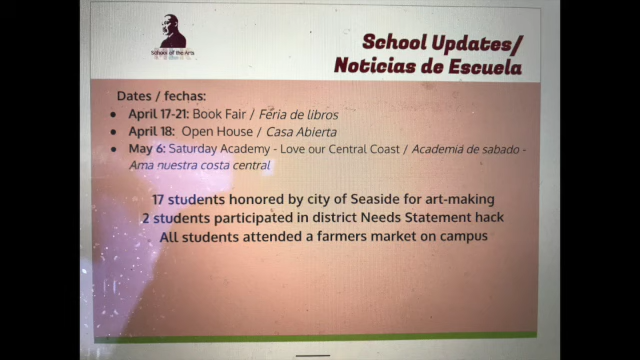 School of the Arts
School Updates/
Noticias de Escuela
Dates / fechas:
● April 17-21: Book Fair / Féria de libros
● April 18: Open House / Casa Abierta
● May 6: Saturday Academy - Love our Central Coast / Academia de sabado -
Ama nuestra costa central
17 students honored by city of Seaside for art-making
2 students participated in district Needs Statement hack
All students attended a farmers market on campus